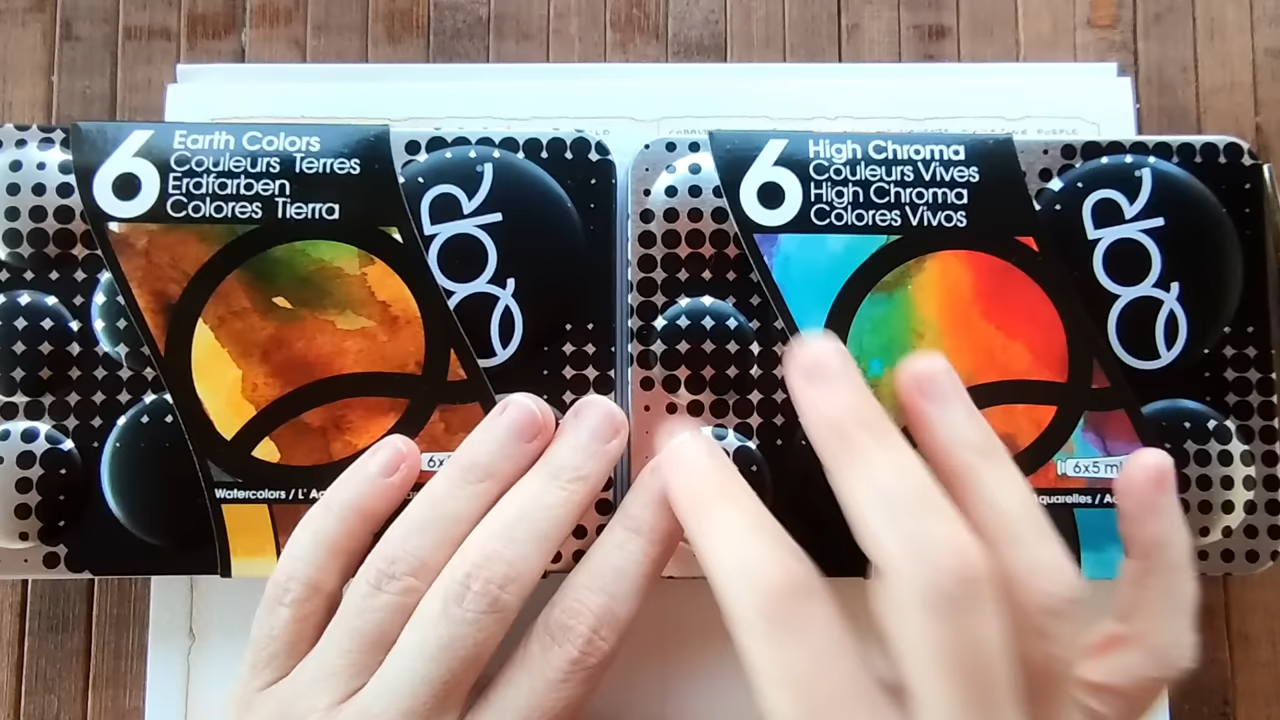 6
Earth Colors
Couleurs Terres
Erdfarben
Colores Tierra
QOR
Watercolors / L'
6
High Chroma
Couleurs Vives
High Chroma
Colores Vivos
QOR
6x5 ml
PURPLE